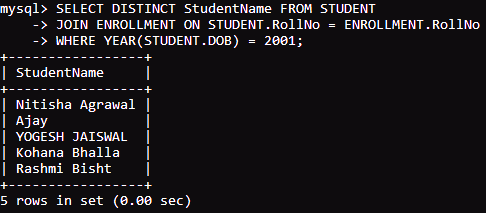 mysql> SELECT DISTINCT StudentName FROM STUDENT
    -> JOIN ENROLLMENT ON STUDENT.RollNo = ENROLLMENT.RollNo
    -> WHERE YEAR(STUDENT.DOB) = 2001;
+-----------------+
| StudentName     |
+-----------------+
| Nitisha Agrawal |
| Ajay            |
| YOGESH JAISWAL  |
| Kohana Bhalla   |
| Rashmi Bisht    |
+-----------------+
5 rows in set (0.00 sec)